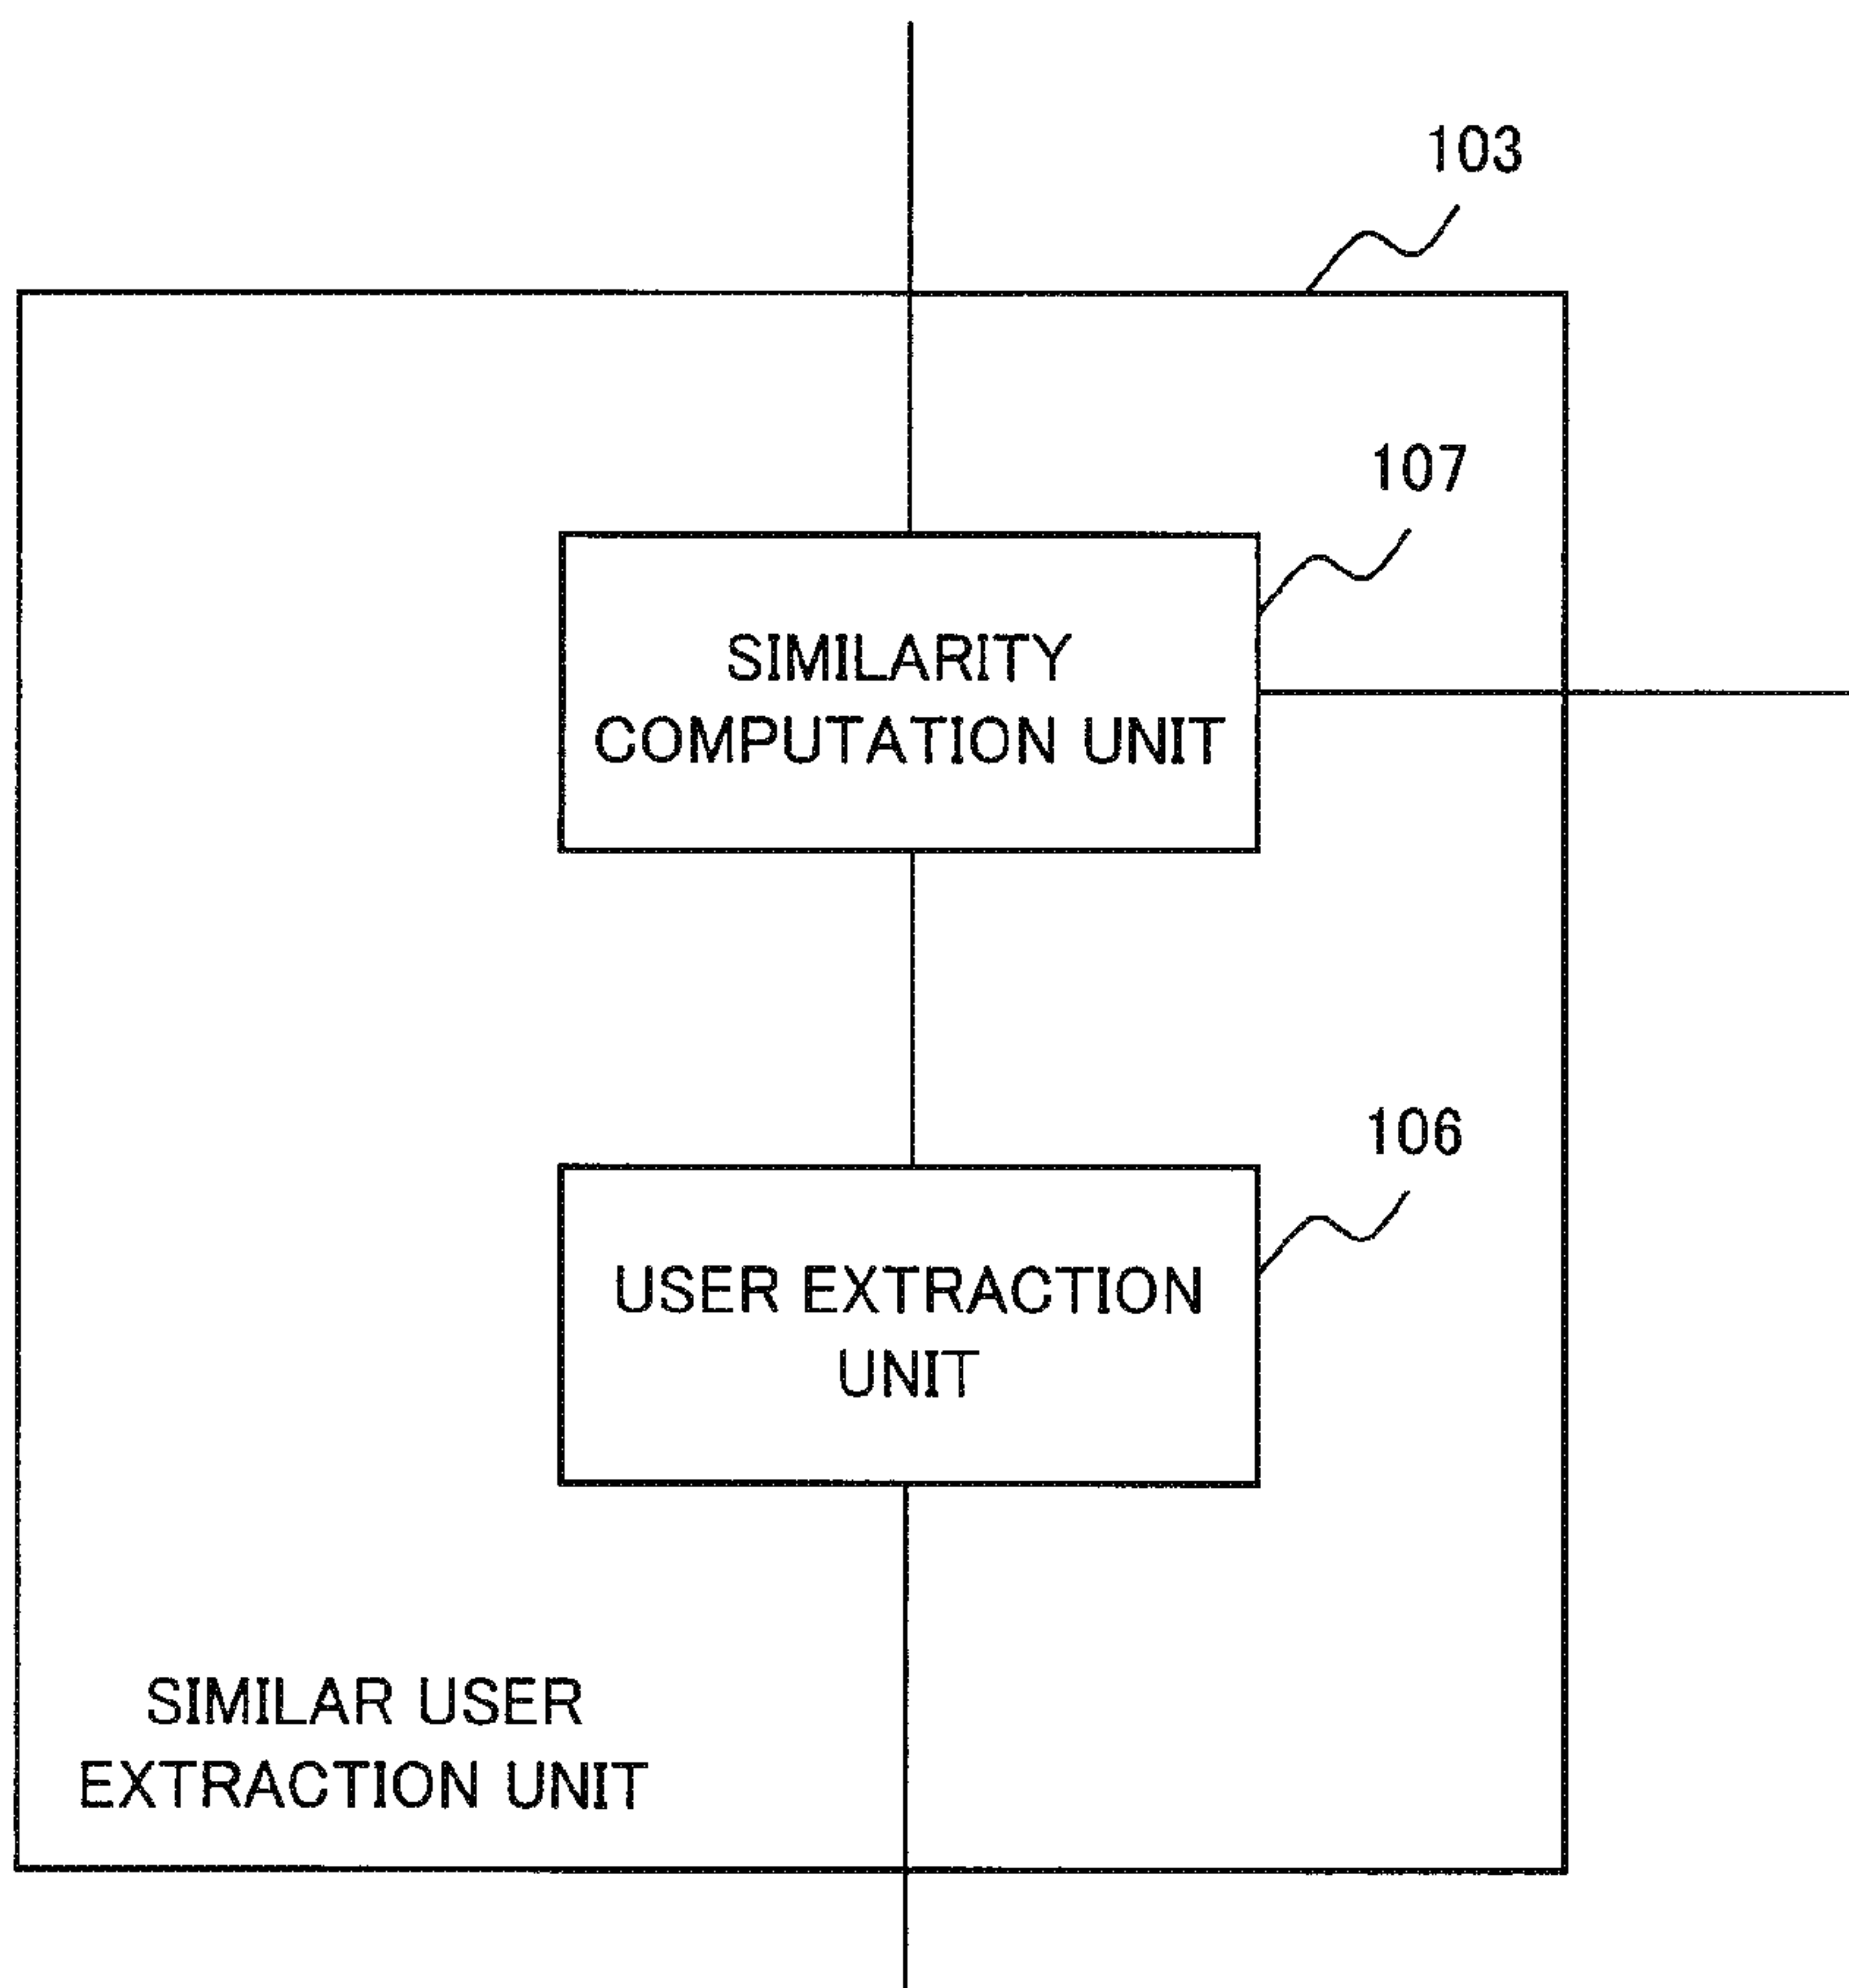 103
107
SIMILARITY
COMPUTATION UNIT
106
USER EXTRACTION
UNIT
SIMILAR USER
EXTRACTION UNIT